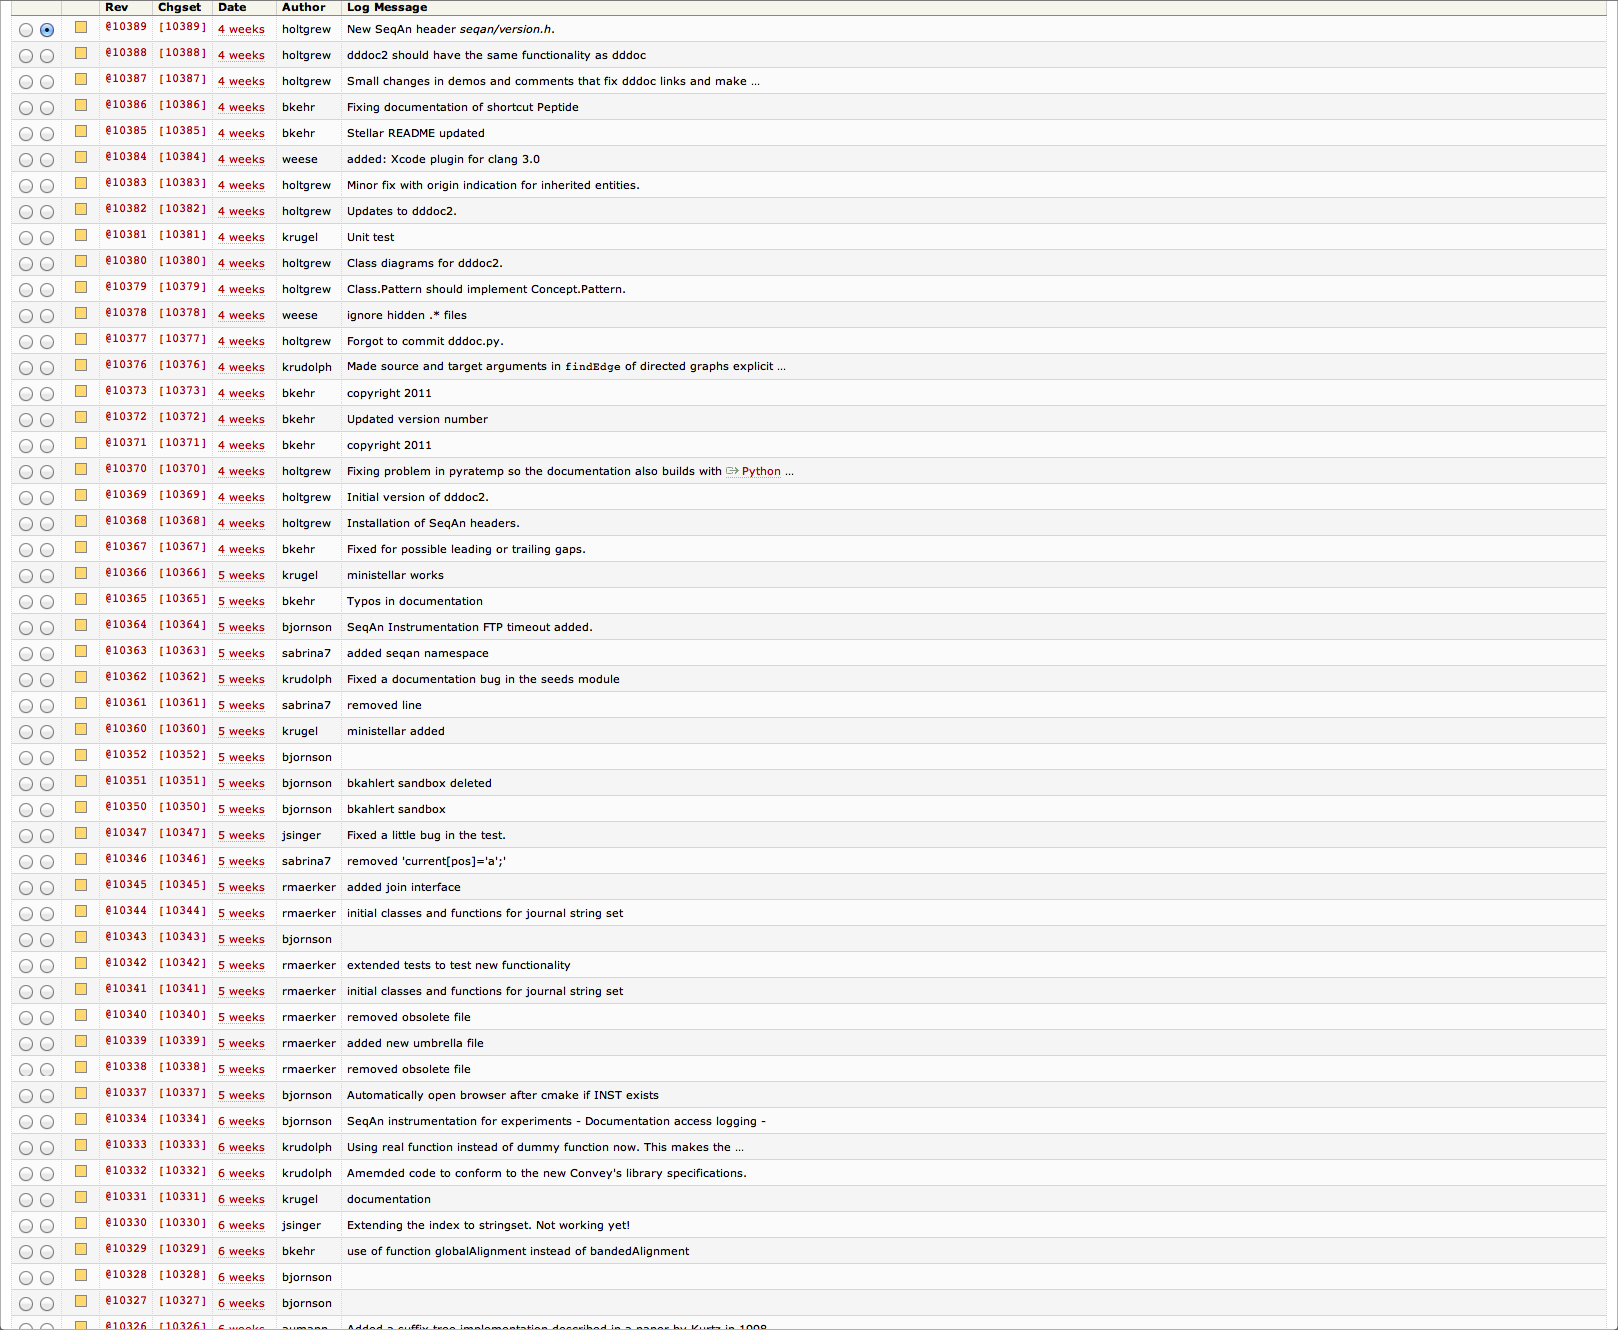 Rev Chgset Date Author Log Message
@10389 [10389] 4 weeks holtgrew New SeqAn header seqan/version.h.
@10388 [10388] 4 weeks holtgrew dddoc2 should have the same functionality as dddoc
@10387 [10387] 4 weeks holtgrew Small changes in demos and comments that fix dddoc links and make ...
@10386 [10386] 4 weeks bkehr Fixing documentation of shortcut Peptide
@10385 [10385] 4 weeks bkehr Stellar README updated
@10384 [10384] 4 weeks weese added: Xcode plugin for clang 3.0
@10383 [10383] 4 weeks holtgrew Minor fix with origin indication for inherited entities.
@10382 [10382] 4 weeks holtgrew Updates to dddoc2.
@10381 [10381] 4 weeks krugel Unit test
@10380 [10380] 4 weeks holtgrew Class diagrams for dddoc2.
@10379 [10379] 4 weeks holtgrew Class.Pattern should implement Concept.Pattern.
@10378 [10378] 4 weeks weese ignore hidden .* files
@10377 [10377] 4 weeks holtgrew Forgot to commit dddoc.py.
@10376 [10376] 4 weeks krudolph Made source and target arguments in findEdge of directed graphs explicit ...
@10373 [10373] 4 weeks bkehr copyright 2011
@10372 [10372] 4 weeks bkehr Updated version number
@10371 [10371] 4 weeks bkehr copyright 2011
@10370 [10370] 4 weeks holtgrew Fixing problem in pyratemp so the documentation also builds with Python ...
@10369 [10369] 4 weeks holtgrew Initial version of dddoc2.
@10368 [10368] 4 weeks holtgrew Installation of SeqAn headers.
@10367 [10367] 4 weeks bkehr Fixed for possible leading or trailing gaps.
@10366 [10366] 5 weeks krugel ministellar works
@10365 [10365] 5 weeks bkehr Typos in documentation
@10364 [10364] 5 weeks bjornson SeqAn Instrumentation FTP timeout added.
@10363 [10363] 5 weeks sabrina7 added seqan namespace
@10362 [10362] 5 weeks krudolph Fixed a documentation bug in the seeds module
@10361 [10361] 5 weeks sabrina7 removed line
@10360 [10360] 5 weeks krugel ministellar added
@10352 [10352] 5 weeks bjornson
@10351 [10351] 5 weeks bjornson bkahlert sandbox deleted
@10350 [10350] 5 weeks bjornson bkahlert sandbox
@10347 [10347] 5 weeks jsinger Fixed a little bug in the test.
@10346 [10346] 5 weeks sabrina7 removed 'current[pos]='a';'
@10345 [10345] 5 weeks rmaerker added join interface
@10344 [10344] 5 weeks rmaerker initial classes and functions for journal string set
@10343 [10343] 5 weeks bjornson
@10342 [10342] 5 weeks rmaerker extended tests to test new functionality
@10341 [10341] 5 weeks rmaerker initial classes and functions for journal string set
@10340 [10340] 5 weeks rmaerker removed obsolete file
@10339 [10339] 5 weeks rmaerker added new umbrella file
@10338 [10338] 5 weeks rmaerker removed obsolete file
@10337 [10337] 5 weeks bjornson Automatically open browser after cmake if INST exists
@10334 [10334] 6 weeks bjornson SeqAn instrumentation for experiments - Documentation access logging -
@10333 [10333] 6 weeks krudolph Using real function instead of dummy function now. This makes the ...
@10332 [10332] 6 weeks krudolph Amemded code to conform to the new Convey's library specifications.
@10331 [10331] 6 weeks krugel documentation
@10330 [10330] 6 weeks jsinger Extending the index to stringset. Not working yet!
@10329 [10329] 6 weeks bkehr use of function globalAlignment instead of bandedAlignment
@10328 [10328] 6 weeks bjornson
@10327 [10327] 6 weeks bjornson
@10326 [10326] 6 weeks aumann Added a suffix tree implementation described in a paper by Kurtz in 1998